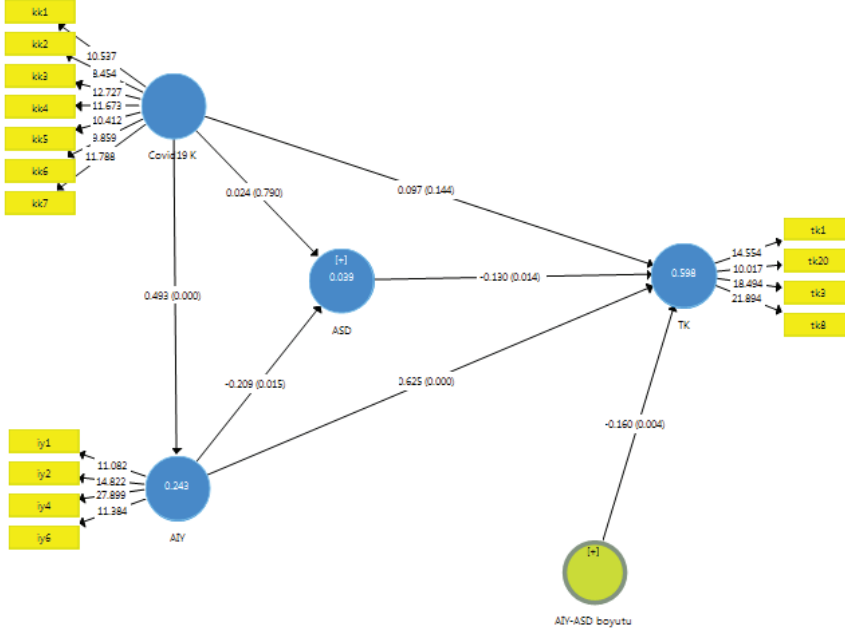 kk1
kk2
kk3
kk4
kk5
kk6
kk7
10.537
8.454
12.727
11.673
10.412
9.859
11.788
Covid19 K
0.024 (0.790)
0.097 (0.144)
0.493 (0.000)
[+]
0.039
ASD
-0.130 (0.014)
0.598
TK
14.554
10.017
18.494
21.894
tk1
tk20
tk3
tk8
-0.209 (0.015)
0.625 (0.000)
-0.160 (0.004)
iy1
iy2
iy4
iy6
11.082
14.822
27.899
11.384
0.243
AIY
[+]
AIY-ASD boyutu